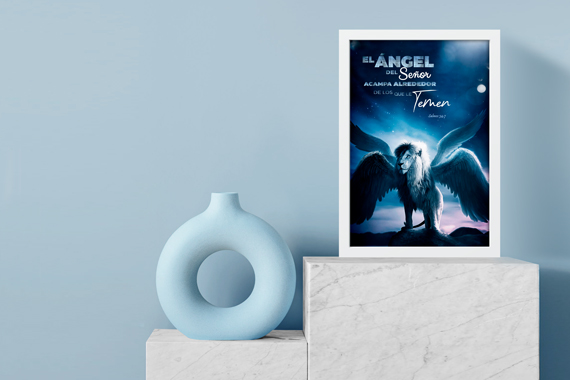 EL ÁNGEL
DEL Señor
ACAMPA ALREDEDOR
DE LOS QUE LE
Temen